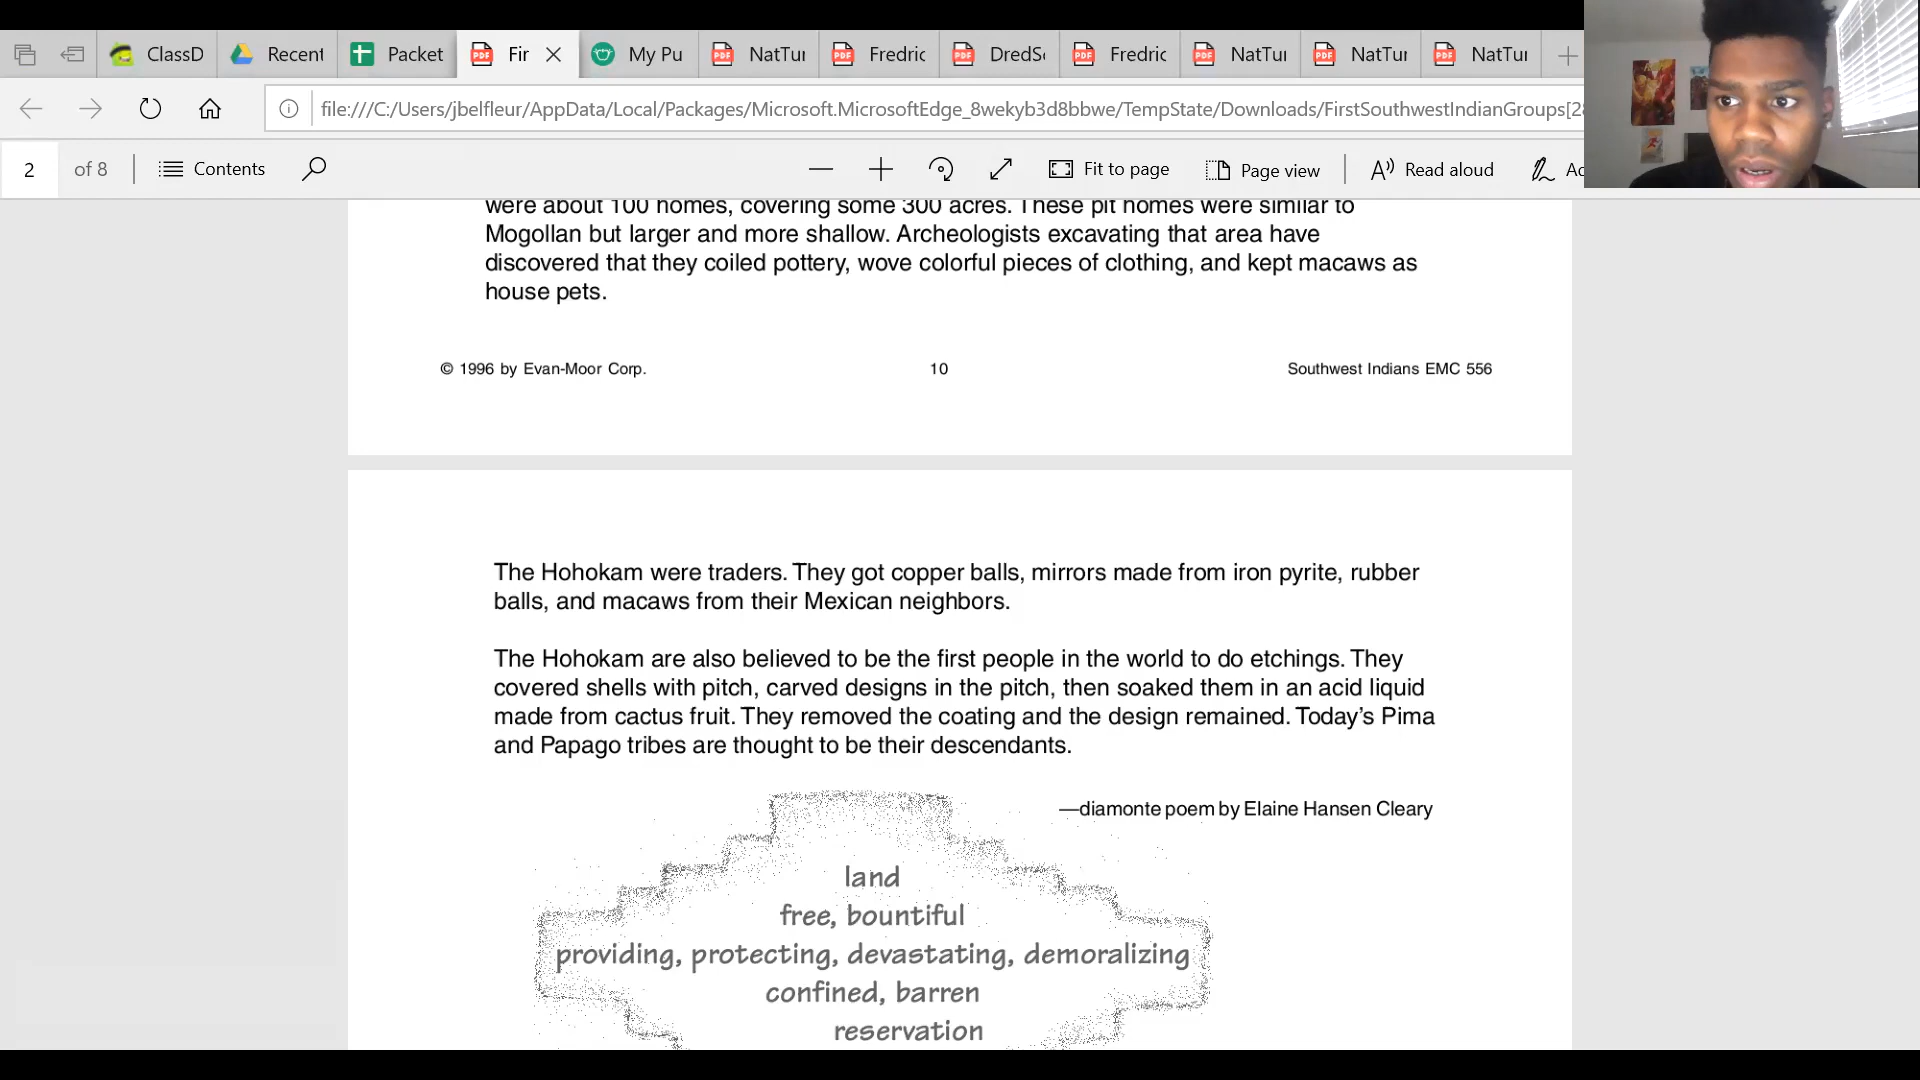 ClassD
Recent
Packet
Fir
My Pu
NatTur
Fredric
DredSc
Fredric
NatTur
NatTur
NatTur
file:///C:/Users/jbelfleur/AppData/Local/Packages/Microsoft.MicrosoftEdge_8wekyb3d8bbwe/TempState/Downloads/FirstSouthwestIndianGroups[28
2 of 8
Contents
Fit to page
Page view
Read aloud
Ad
were about 100 homes, covering some 300 acres. These pit homes were similar to
Mogollan but larger and more shallow. Archeologists excavating that area have
discovered that they coiled pottery, wove colorful pieces of clothing, and kept macaws as
house pets.
© 1996 by Evan-Moor Corp.
10
Southwest Indians EMC 556
The Hohokam were traders. They got copper balls, mirrors made from iron pyrite, rubber
balls, and macaws from their Mexican neighbors.
The Hohokam are also believed to be the first people in the world to do etchings. They
covered shells with pitch, carved designs in the pitch, then soaked them in an acid liquid
made from cactus fruit. They removed the coating and the design remained. Today's Pima
and Papago tribes are thought to be their descendants.
—diamonte poem by Elaine Hansen Cleary
land
free, bountiful
providing, protecting, devastating, demoralizing
confined, barren
reservation